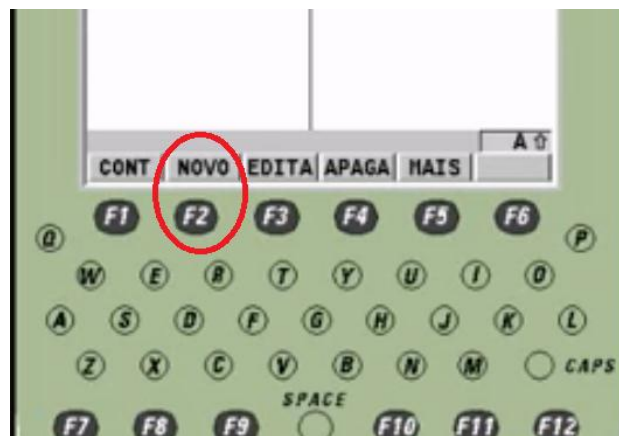 A ⇧
CONT NOVO EDITA APAGA MAIS
F1 F2 F3 F4 F5 F6
Q P
W E R T Y U I O
A S D F G H J K L
Z X C V B N M CAPS
SPACE
F7 F8 F9 F10 F11 F12